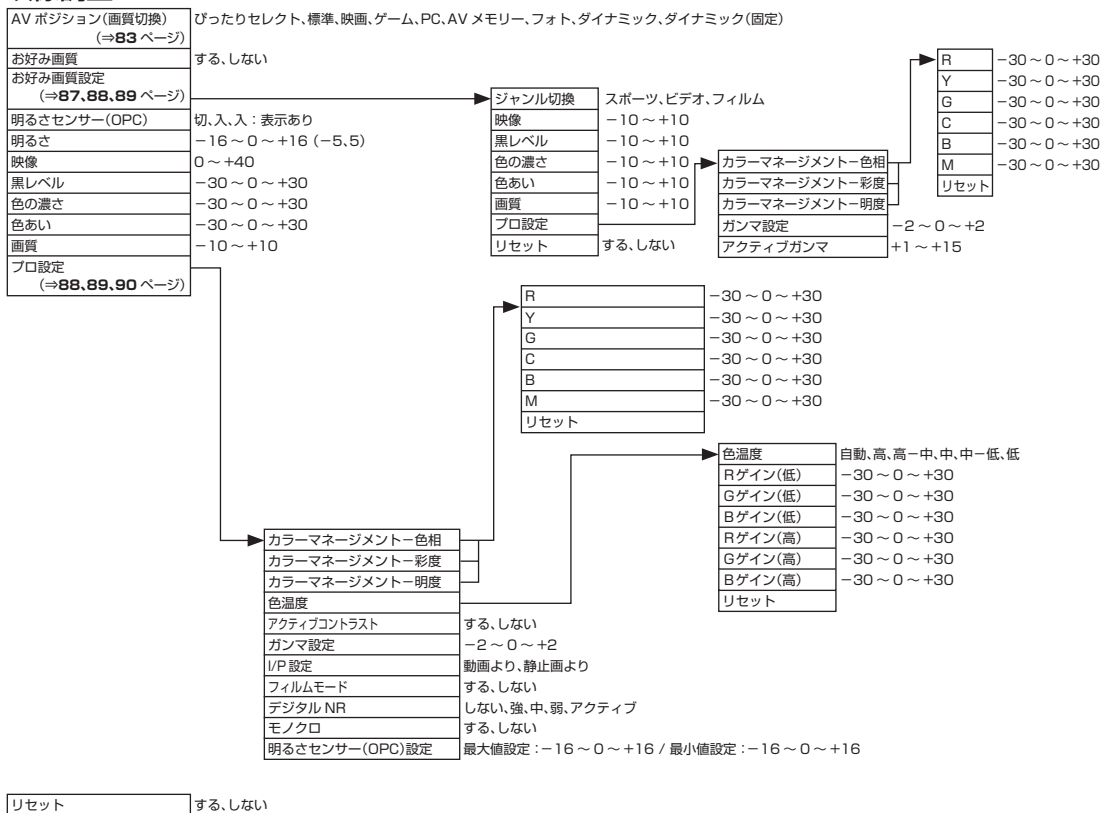 AV ポジション(画質切換) ぴったりセレクト、標準、映画、ゲーム、PC、AV メモリー、フォト、ダイナミック、ダイナミック(固定)
(⇒83 ページ)
お好み画質 する、しない
お好み画質設定
(⇒87、88、89 ページ)
明るさセンサー(OPC) 切、入、入：表示あり
明るさ －16～0～+16 (－5、5)
映像 0～+40
黒レベル －30～0～+30
色の濃さ －30～0～+30
色あい －30～0～+30
画質 －10～+10
プロ設定
(⇒88、89、90 ページ)
ジャンル切換 スポーツ、ビデオ、フィルム
映像 －10～+10
黒レベル －10～+10
色の濃さ －10～+10
色あい －10～+10
画質 －10～+10
プロ設定
リセット する、しない
カラーマネージメント－色相
カラーマネージメント－彩度
カラーマネージメント－明度
ガンマ設定 －2～0～+2
アクティブガンマ +1～+15
R －30～0～+30
Y －30～0～+30
G －30～0～+30
C －30～0～+30
B －30～0～+30
M －30～0～+30
リセット
R －30～0～+30
Y －30～0～+30
G －30～0～+30
C －30～0～+30
B －30～0～+30
M －30～0～+30
リセット
色温度 自動、高、高－中、中、中－低、低
Rゲイン(低) －30～0～+30
Gゲイン(低) －30～0～+30
Bゲイン(低) －30～0～+30
Rゲイン(高) －30～0～+30
Gゲイン(高) －30～0～+30
Bゲイン(高) －30～0～+30
リセット
カラーマネージメント－色相
カラーマネージメント－彩度
カラーマネージメント－明度
色温度
アクティブコントラスト する、しない
ガンマ設定 －2～0～+2
I/P 設定 動画より、静止画より
フィルムモード する、しない
デジタル NR しない、強、中、弱、アクティブ
モノクロ する、しない
明るさセンサー(OPC)設定 最大値設定：－16～0～+16 / 最小値設定：－16～0～+16
リセット する、しない